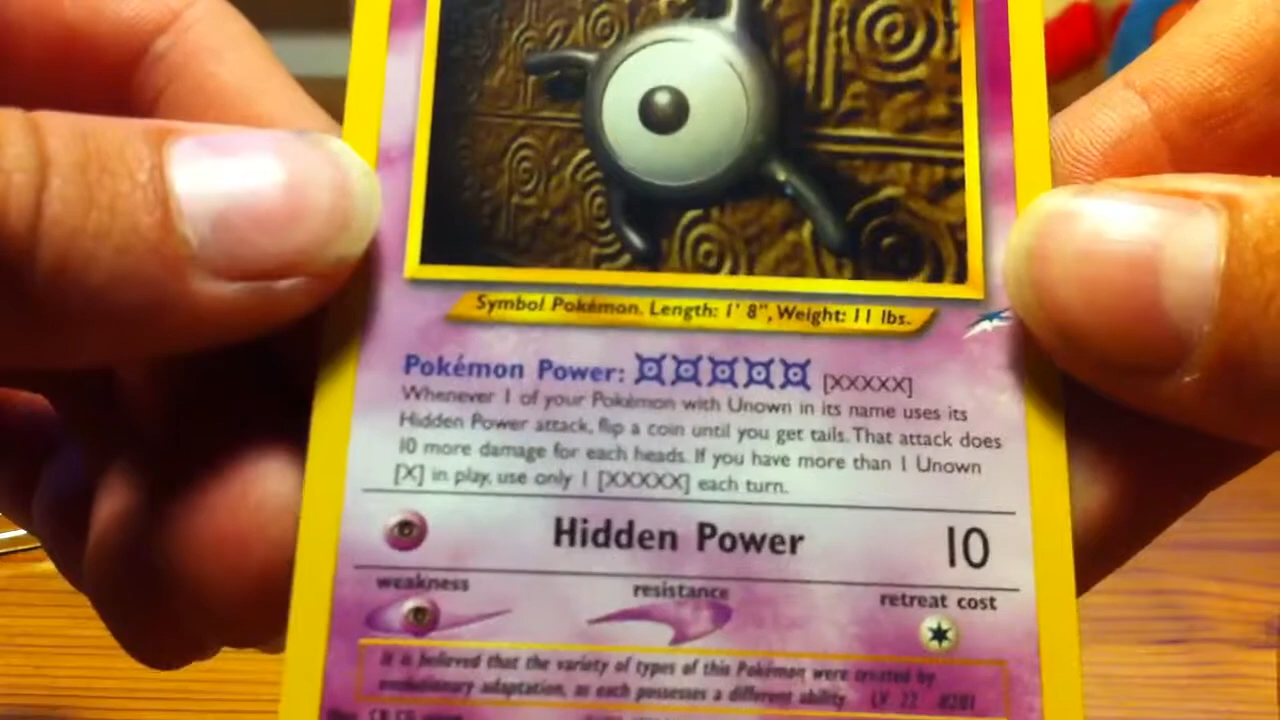 Symbol Pokémon. Length: 1' 8", Weight: 11 lbs.
Pokémon Power: [XXXXX]
Whenever 1 of your Pokémon with Unown in its name uses its
Hidden Power attack, flip a coin until you get tails. That attack does
10 more damage for each heads. If you have more than 1 Unown
[X] in play, use only 1 [XXXXX] each turn.
Hidden Power 10
weakness resistance retreat cost
It is believed that the variety of types of this Pokémon were created by
evolutionary adaptation, as each possesses a different ability. LV. 22 #201